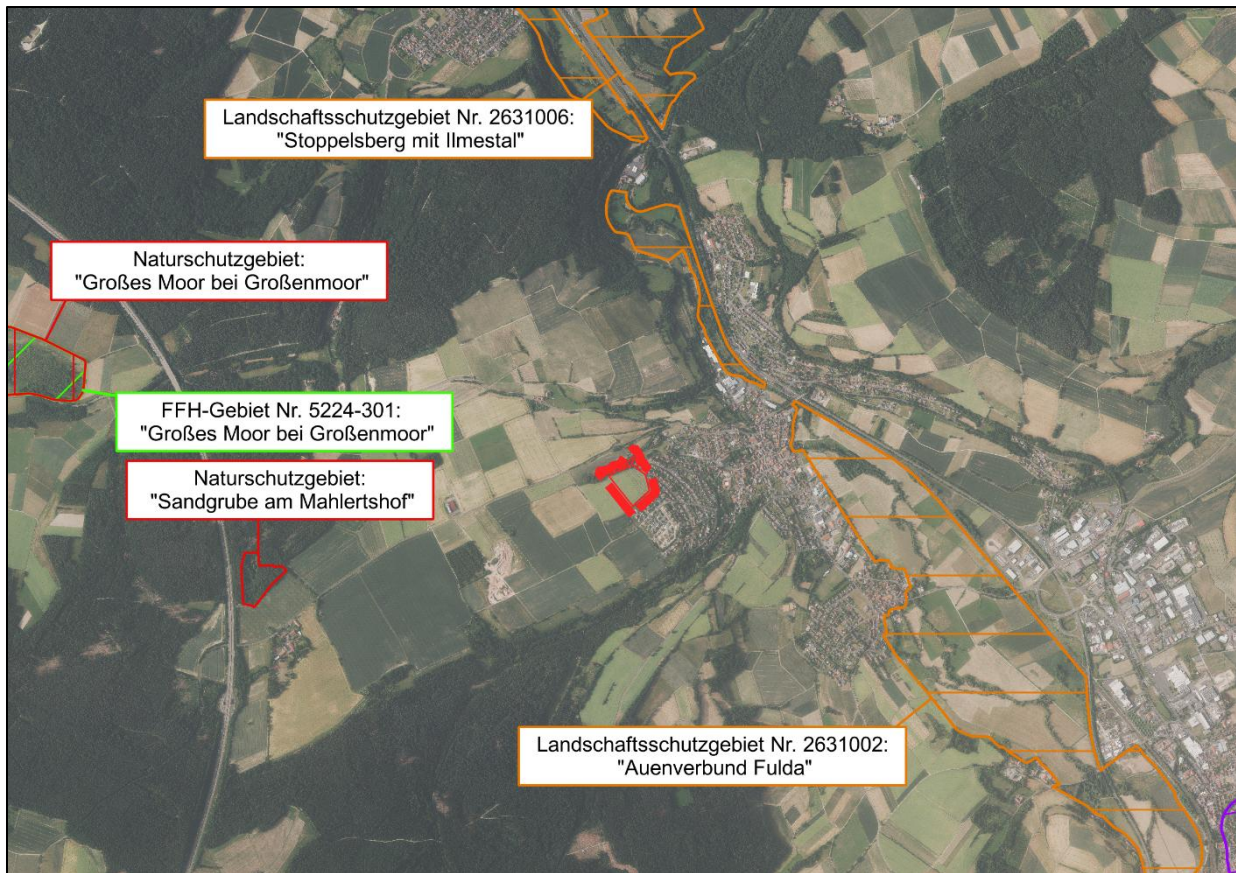 Landschaftsschutzgebiet Nr. 2631006:
"Stoppelsberg mit Ilmestal"
Naturschutzgebiet:
"Großes Moor bei Großenmoor"
FFH-Gebiet Nr. 5224-301:
"Großes Moor bei Großenmoor"
Naturschutzgebiet:
"Sandgrube am Mahlertshof"
Landschaftsschutzgebiet Nr. 2631002:
"Auenverbund Fulda"